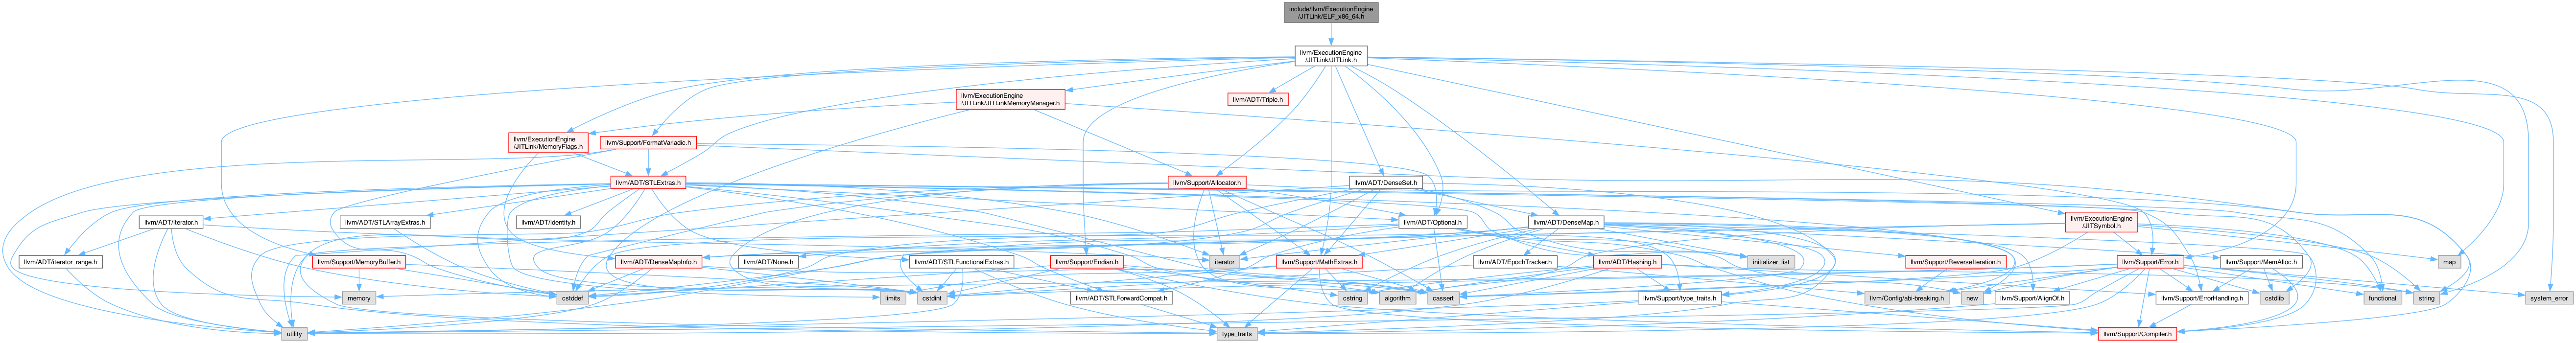 include/llvm/ExecutionEngine
/JITLink/ELF_x86_64.h
llvm/ExecutionEngine
/JITLink/JITLink.h
llvm/ExecutionEngine
/JITLink/JITLinkMemoryManager.h
llvm/ADT/Triple.h
llvm/ExecutionEngine
/JITLink/MemoryFlags.h
llvm/Support/FormatVariadic.h
llvm/ADT/STLExtras.h
llvm/Support/Allocator.h
llvm/ADT/DenseSet.h
llvm/ADT/iterator.h
llvm/ADT/STLArrayExtras.h
llvm/ADT/identity.h
llvm/ADT/Optional.h
llvm/ADT/DenseMap.h
llvm/ExecutionEngine
/JITSymbol.h
llvm/ADT/iterator_range.h
llvm/Support/MemoryBuffer.h
llvm/ADT/DenseMapInfo.h
llvm/ADT/None.h
llvm/ADT/STLFunctionalExtras.h
llvm/Support/Endian.h
iterator
llvm/Support/MathExtras.h
llvm/ADT/EpochTracker.h
llvm/ADT/Hashing.h
initializer_list
llvm/Support/ReverseIteration.h
llvm/Support/Error.h
llvm/Support/MemAlloc.h
map
memory
cstddef
limits
cstdint
llvm/ADT/STLForwardCompat.h
cstring
algorithm
cassert
llvm/Support/type_traits.h
llvm/Config/abi-breaking.h
new
llvm/Support/AlignOf.h
llvm/Support/ErrorHandling.h
cstdlib
functional
string
system_error
utility
type_traits
llvm/Support/Compiler.h